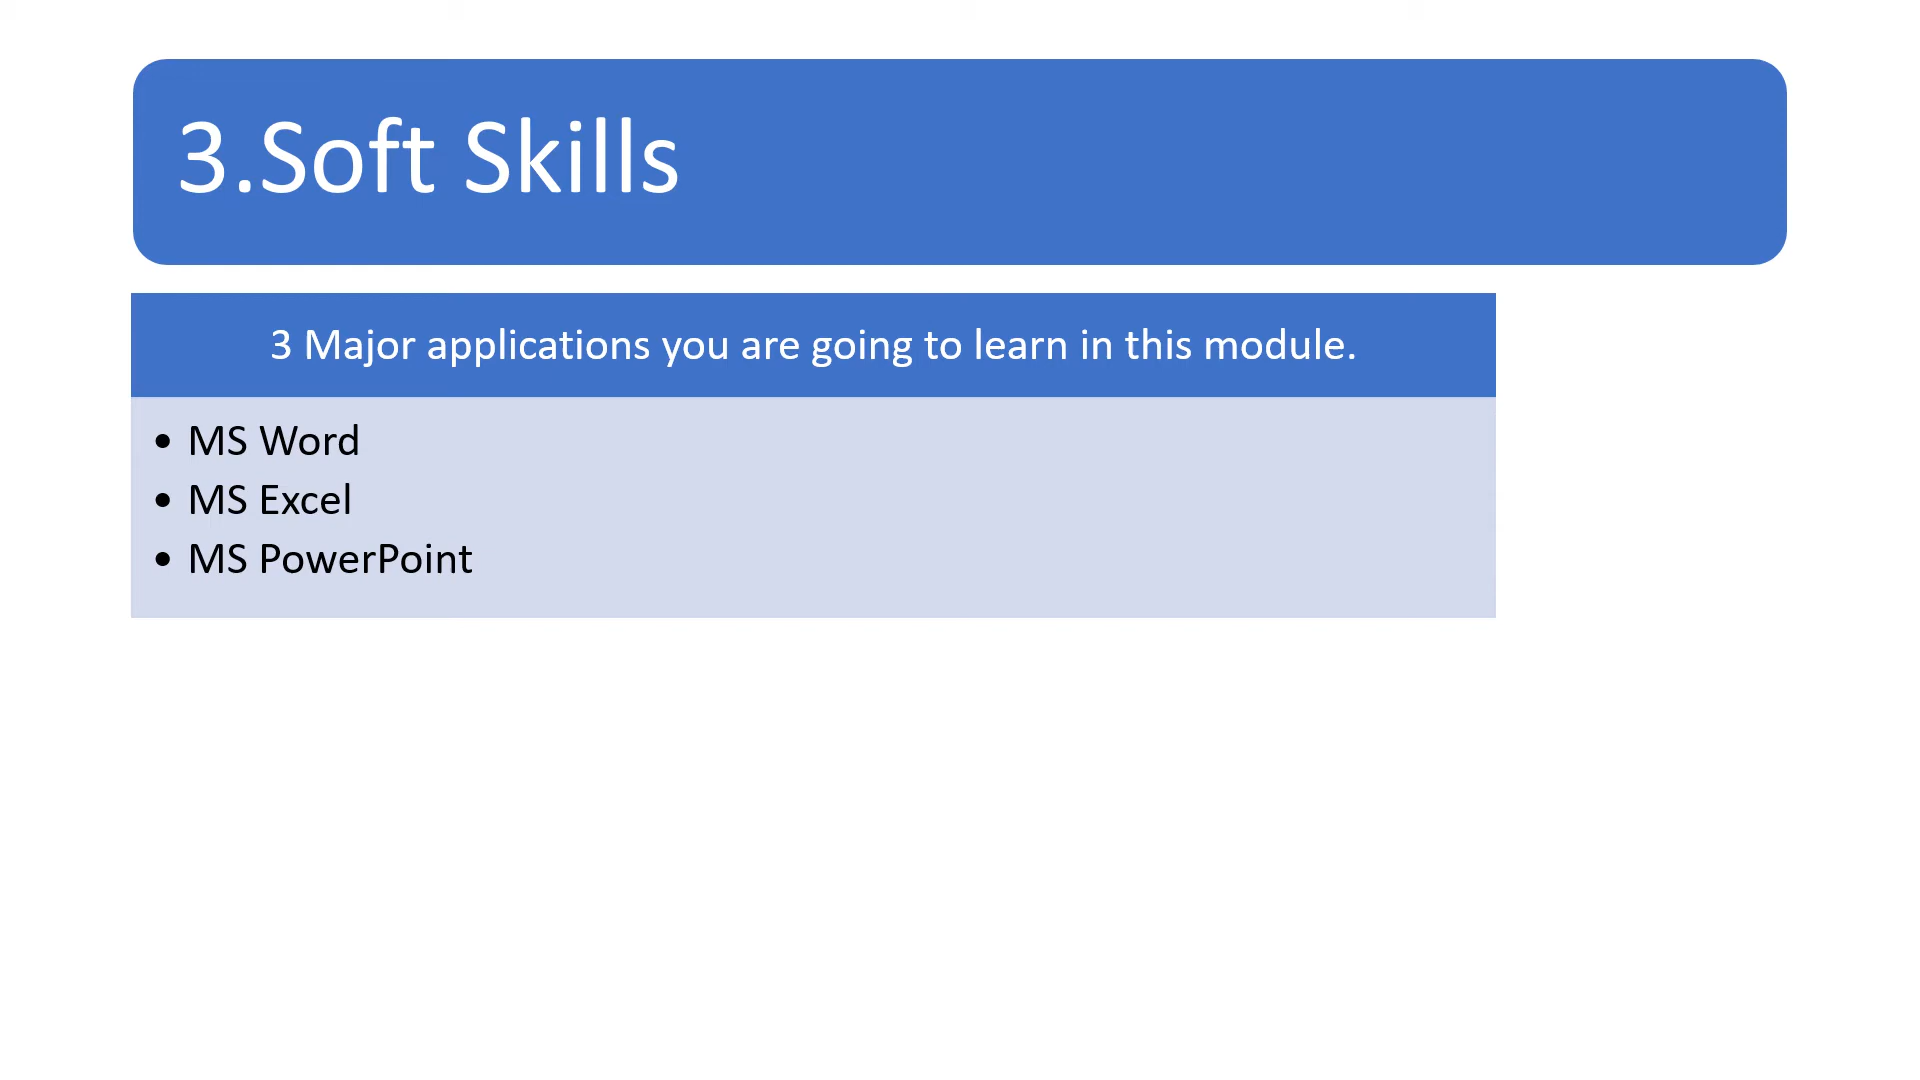 3.Soft Skills
3 Major applications you are going to learn in this module.
• MS Word
• MS Excel
• MS PowerPoint